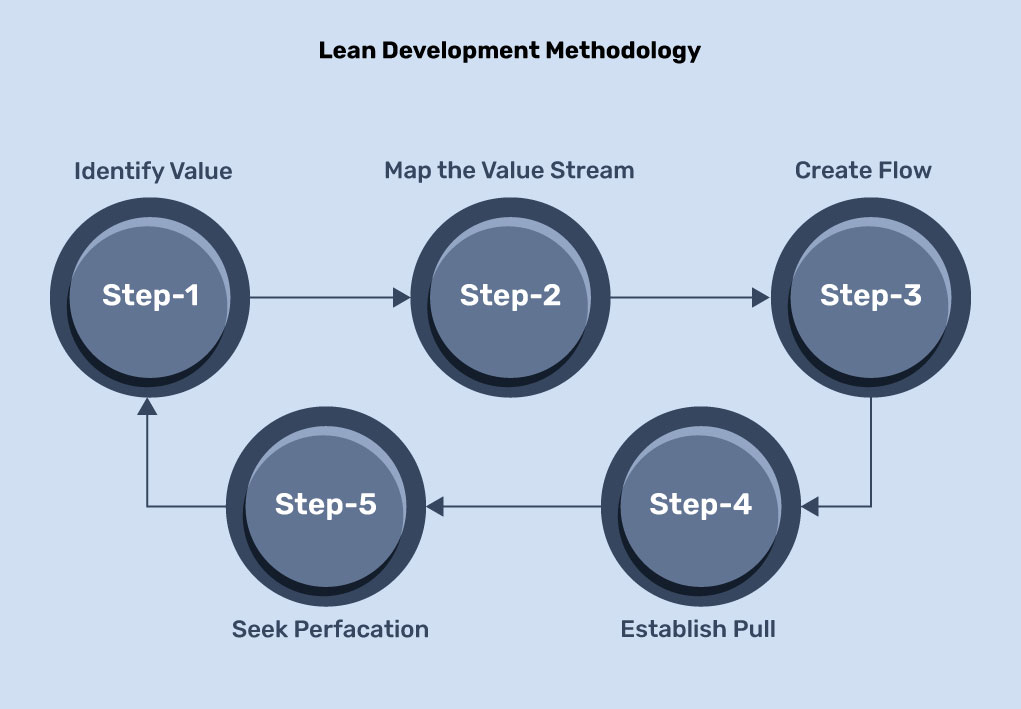 Lean Development Methodology
Identify Value
Map the Value Stream
Create Flow
Step-1
Step-2
Step-3
Step-5
Step-4
Seek Perfacation
Establish Pull